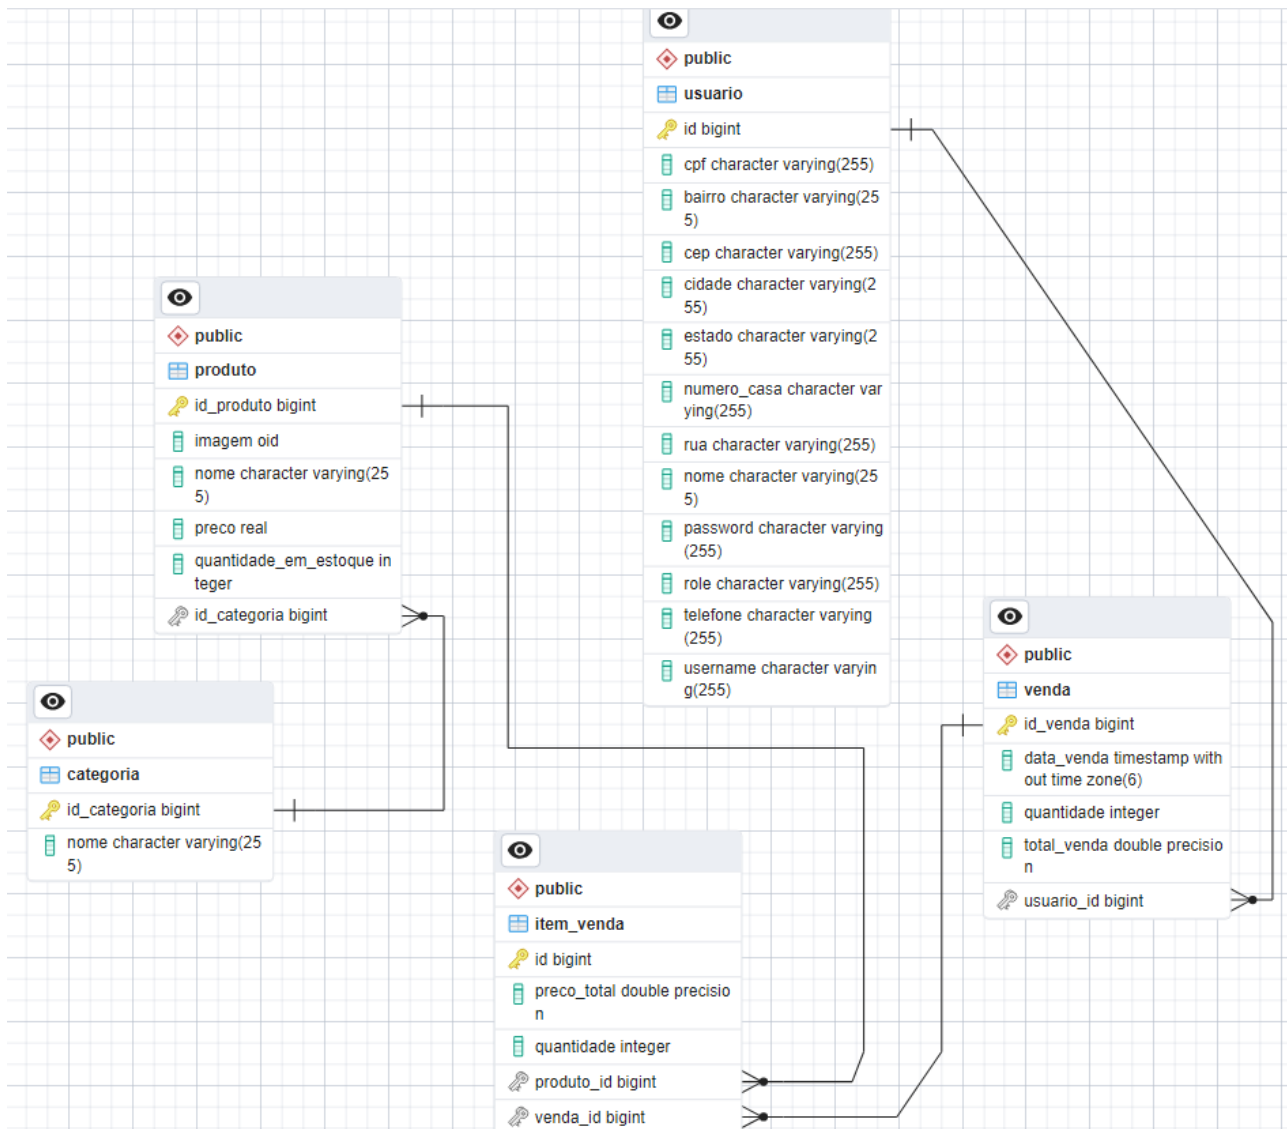 public
usuario
id bigint
cpf character varying(255)
bairro character varying(25
5)
cep character varying(255)
cidade character varying(2
55)
estado character varying(2
55)
numero_casa character var
ying(255)
rua character varying(255)
nome character varying(25
5)
password character varying
(255)
role character varying(255)
telefone character varying
(255)
username character varyin
g(255)
public
produto
id_produto bigint
imagem oid
nome character varying(25
5)
preco real
quantidade_em_estoque in
teger
id_categoria bigint
public
categoria
id_categoria bigint
nome character varying(25
5)
public
item_venda
id bigint
preco_total double precisio
n
quantidade integer
produto_id bigint
venda_id bigint
public
venda
id_venda bigint
data_venda timestamp with
out time zone(6)
quantidade integer
total_venda double precisio
n
usuario_id bigint